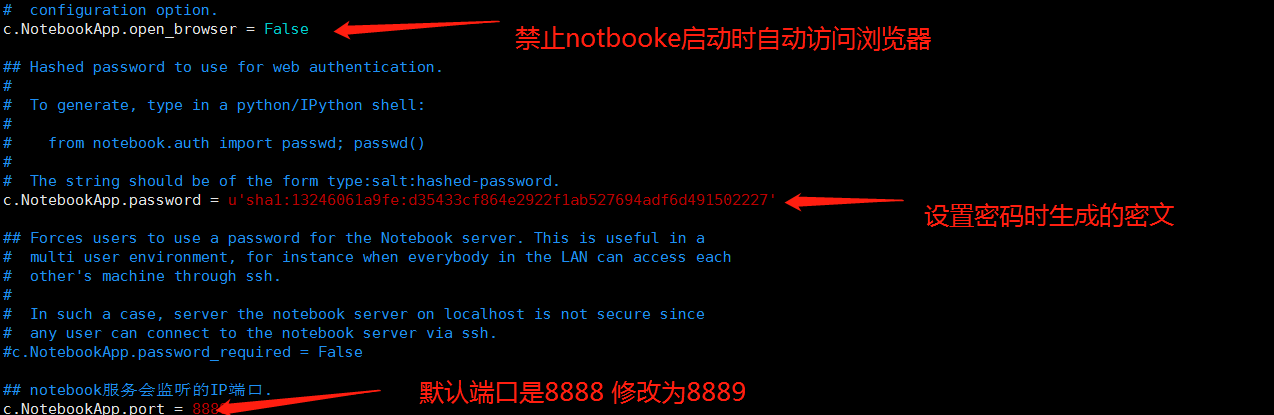 #  configuration option.
c.NotebookApp.open_browser = False
禁止notbooke启动时自动访问浏览器
## Hashed password to use for web authentication.
#
#  To generate, type in a python/IPython shell:
#
#    from notebook.auth import passwd; passwd()
#
#  The string should be of the form type:salt:hashed-password.
c.NotebookApp.password = u'sha1:13246061a9fe:d35433cf864e2922f1ab527694adf6d491502227'
设置密码时生成的密文
## Forces users to use a password for the Notebook server. This is useful in a
#  multi user environment, for instance when everybody in the LAN can access each
#  other's machine through ssh.
#
#  In such a case, server the notebook server on localhost is not secure since
#  any user can connect to the notebook server via ssh.
#c.NotebookApp.password_required = False
## notebook服务会监听的IP端口.
默认端口是8888 修改为8889
c.NotebookApp.port = 888